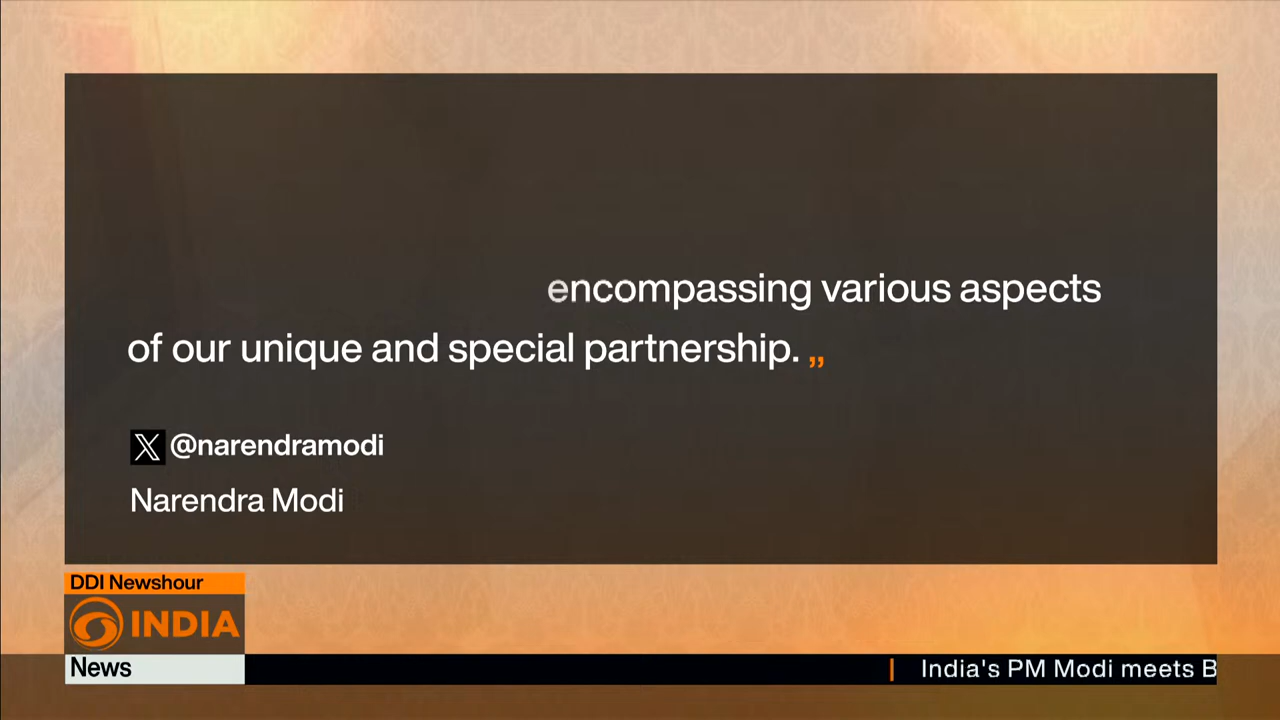 encompassing various aspects
of our unique and special partnership. „
@narendramodi
Narendra Modi
DDI Newshour
INDIA
News
| India's PM Modi meets B